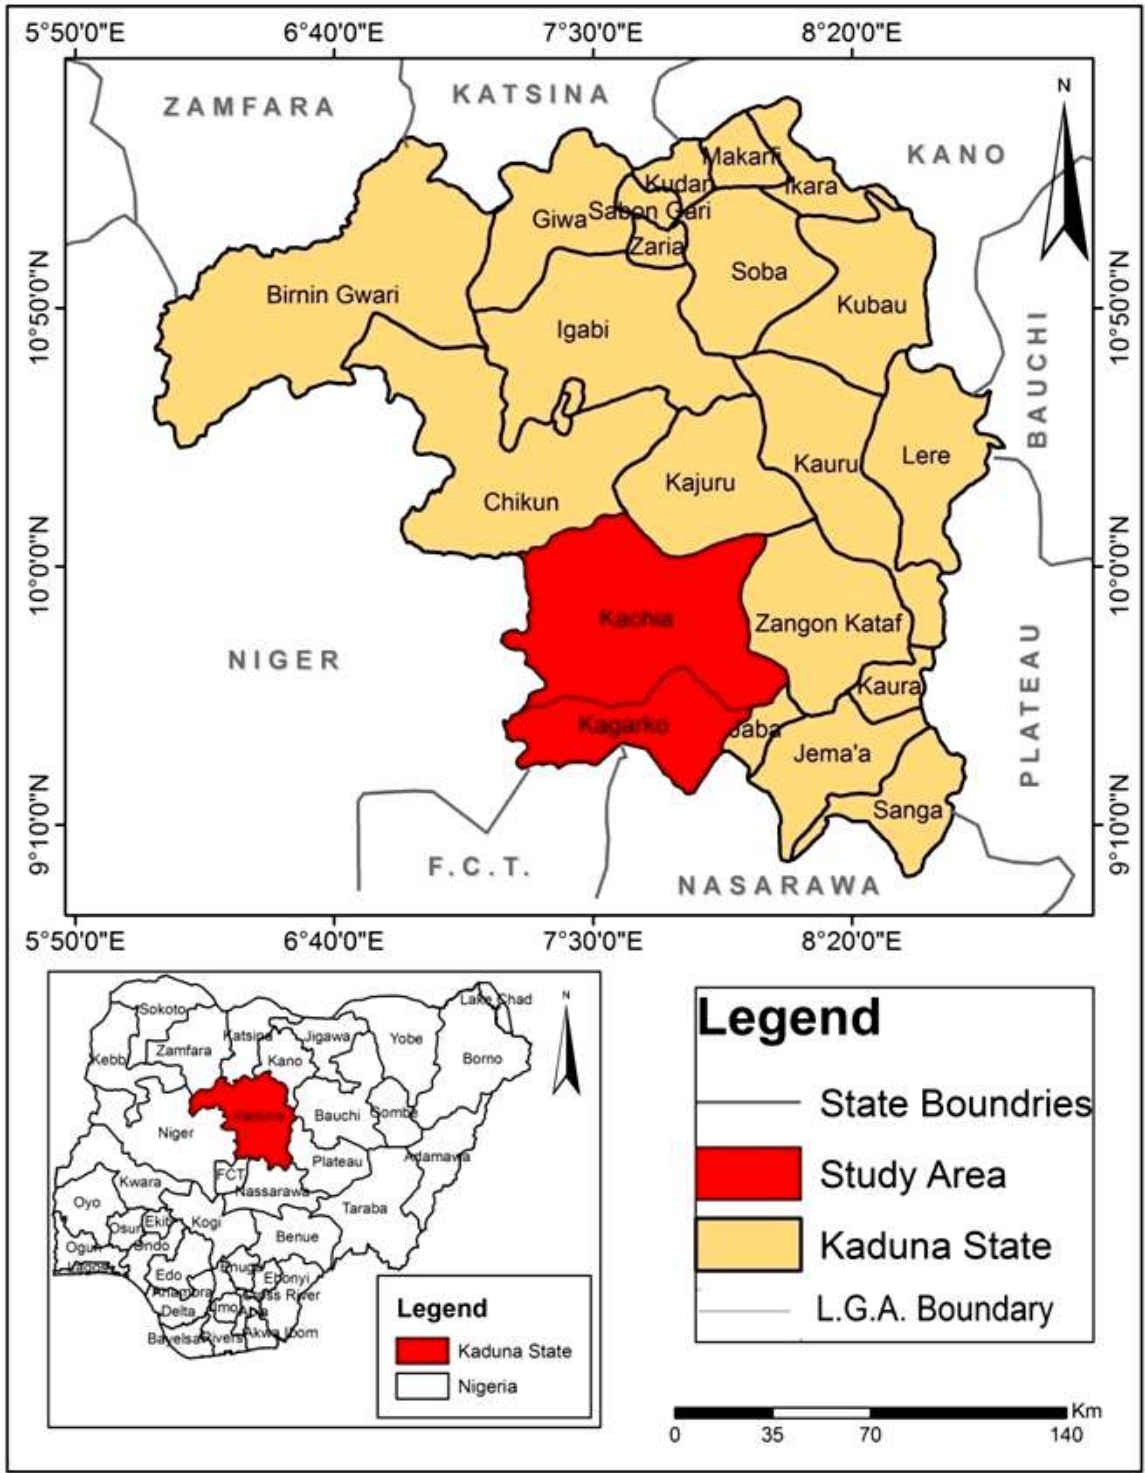 5°50'0"E 6°40'0"E 7°30'0"E 8°20'0"E
N
ZAMFARA
KATSINA
KANO
Makarfi
Kudan
Ikara
Giwa
Sabon Gari
Zaria
Soba
Birnin Gwari
Kubau
Igabi
10°50'0"N
10°50'0"N
BAUCHI
Chikun
Kajuru
Kauru
Lere
10°0'0"N
10°0'0"N
Kachia
Zangon Kataf
NIGER
Kaura
PLATEAU
Kagarko
Jaba
Jema'a
Sanga
9°10'0"N
9°10'0"N
F.C.T.
NASARAWA
5°50'0"E 6°40'0"E 7°30'0"E 8°20'0"E
N
Lake Chad
Sokoto
Katsina
Jigawa
Yobe
Zamfara
Kano
Borno
Kebb
Kaduna
Bauchi
Gombe
Niger
Plateau
Adamawa
FCT
Nassarawa
Kwara
Oyo
Taraba
Kogi
Ekit
Osun
Benue
Ondo
Ogun
Lagos
Edo
Enugu
Ebonyi
Anambra
Cross River
Delta
Imo
Abia
Bayelsa
Rivers
Akwa Ibom
Legend
Kaduna State
Nigeria
Legend
State Boundries
Study Area
Kaduna State
L.G.A. Boundary
Km
0 35 70 140